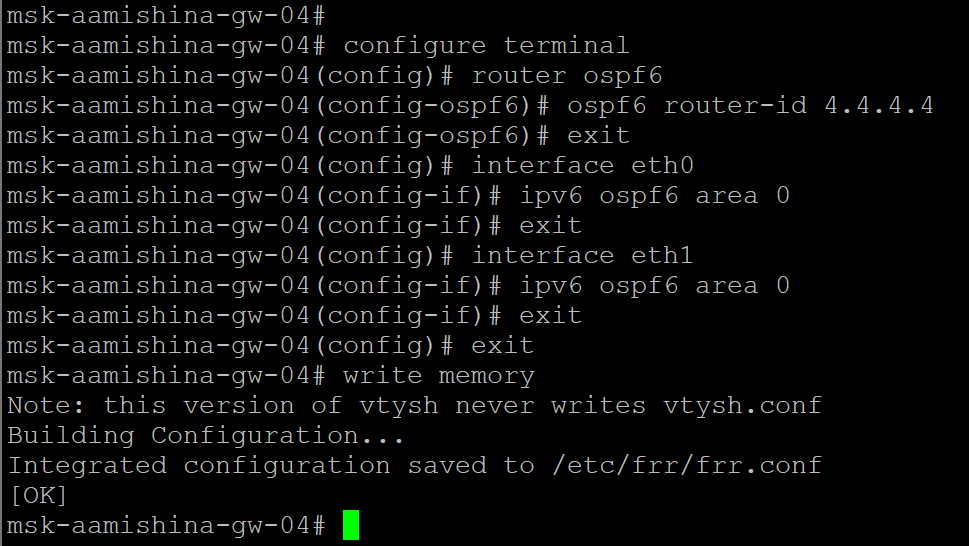 msk-aamishina-gw-04#
msk-aamishina-gw-04# configure terminal
msk-aamishina-gw-04(config)# router ospf6
msk-aamishina-gw-04(config-ospf6)# ospf6 router-id 4.4.4.4
msk-aamishina-gw-04(config-ospf6)# exit
msk-aamishina-gw-04(config)# interface eth0
msk-aamishina-gw-04(config-if)# ipv6 ospf6 area 0
msk-aamishina-gw-04(config-if)# exit
msk-aamishina-gw-04(config)# interface eth1
msk-aamishina-gw-04(config-if)# ipv6 ospf6 area 0
msk-aamishina-gw-04(config-if)# exit
msk-aamishina-gw-04(config)# exit
msk-aamishina-gw-04# write memory
Note: this version of vtysh never writes vtysh.conf
Building Configuration...
Integrated configuration saved to /etc/frr/frr.conf
[OK]
msk-aamishina-gw-04#